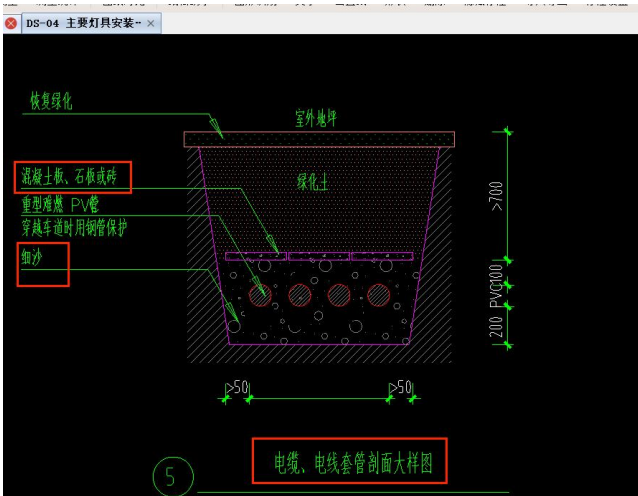 DS-04 主要灯具安装~ ×
恢复绿化
室外地坪
混凝土板、石板或砖
绿化土
重型难燃 PV管
穿越车道时用钢管保护
细沙
>700
100
PVC
200
>50
>50
电缆、电线套管剖面大样图
5